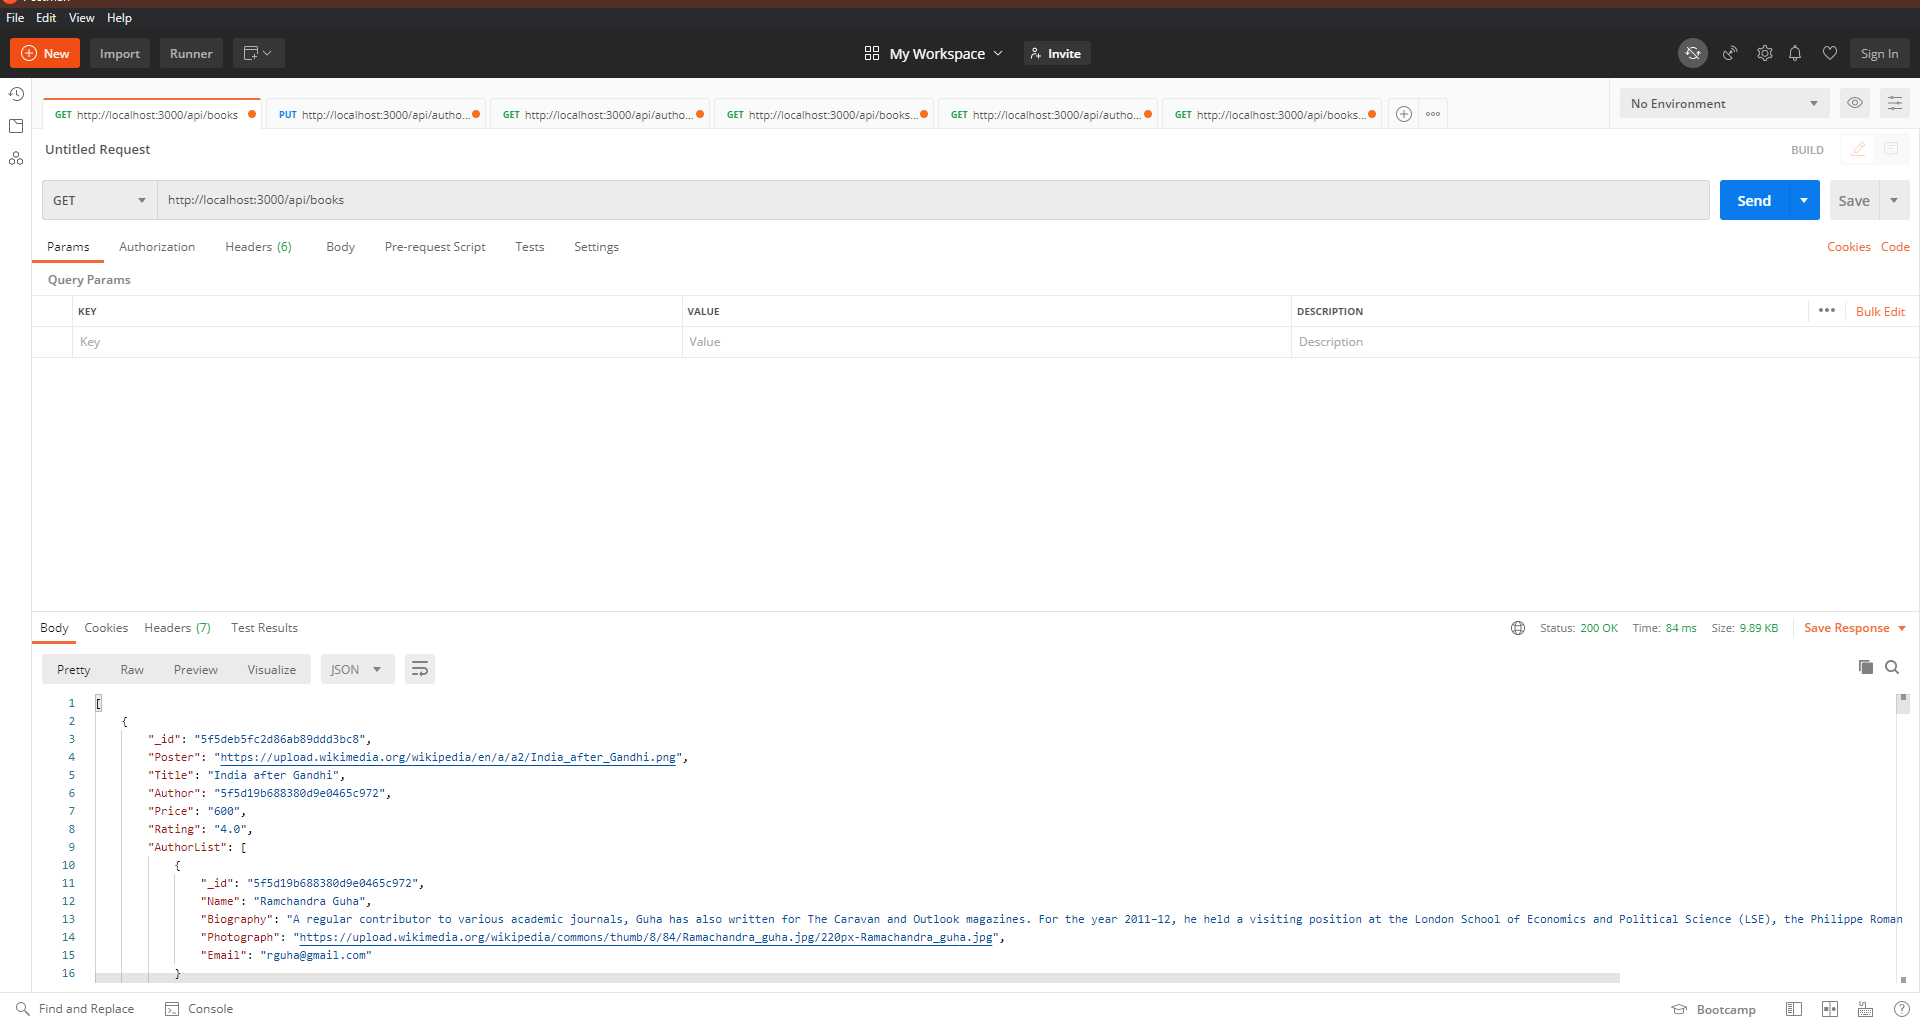 File Edit View Help
New Import Runner My Workspace Invite Sign In
GET http://localhost:3000/api/books PUT http://localhost:3000/api/autho... GET http://localhost:3000/api/autho... GET http://localhost:3000/api/books... GET http://localhost:3000/api/autho... GET http://localhost:3000/api/books... No Environment
Untitled Request BUILD
GET http://localhost:3000/api/books Send Save
Params Authorization Headers (6) Body Pre-request Script Tests Settings Cookies Code
Query Params
KEY VALUE DESCRIPTION ••• Bulk Edit
Key Value Description
Body Cookies Headers (7) Test Results Status: 200 OK Time: 84 ms Size: 9.89 KB Save Response
Pretty Raw Preview Visualize JSON
1 [
2 {
3 "_id": "5f5deb5fc2d86ab89ddd3bc8",
4 "Poster": "https://upload.wikimedia.org/wikipedia/en/a/a2/India_after_Gandhi.png",
5 "Title": "India after Gandhi",
6 "Author": "5f5d19b688380d9e0465c972",
7 "Price": "600",
8 "Rating": "4.0",
9 "AuthorList": [
10 {
11 "_id": "5f5d19b688380d9e0465c972",
12 "Name": "Ramchandra Guha",
13 "Biography": "A regular contributor to various academic journals, Guha has also written for The Caravan and Outlook magazines. For the year 2011–12, he held a visiting position at the London School of Economics and Political Science (LSE), the Philippe Roman
14 "Photograph": "https://upload.wikimedia.org/wikipedia/commons/thumb/8/84/Ramachandra_guha.jpg/220px-Ramachandra_guha.jpg",
15 "Email": "rguha@gmail.com"
16 }
Find and Replace Console Bootcamp